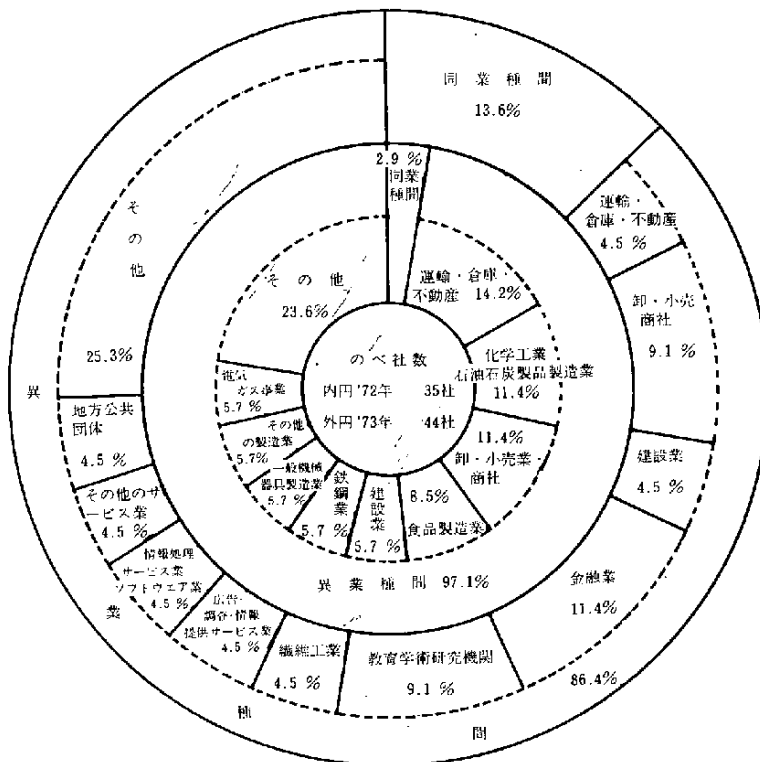 同業種間
13.6%
運輸・
倉庫・不動産
4.5 %
卸・小売
商社
9.1 %
建設業
4.5 %
金融業
11.4%
86.4%
教育学術研究機関
9.1 %
繊維工業
4.5 %
広告・
調査・情報
提供サービス業
4.5 %
情報処理
サービス業
ソフトウエア業
4.5 %
その他のサ
ービス業
4.5 %
地方公共
団体
4.5 %
その他
25.3%
異業種間
2.9 %
同業
種間
運輸・倉庫・
不動産 14.2%
化学工業
石油石炭製品製造業
11.4%
11.4%
卸・小売業・
商社
8.5%
食品製造業
建設業
5.7 %
鉄鋼業
5.7 %
一般機械
器具製造業
5.7 %
その他
の製造業
5.7%
電気
ガス事業
5.7 %
その他
23.6%
異業種間 97.1%
のべ社数
内円'72年 35社
外円'73年 44社